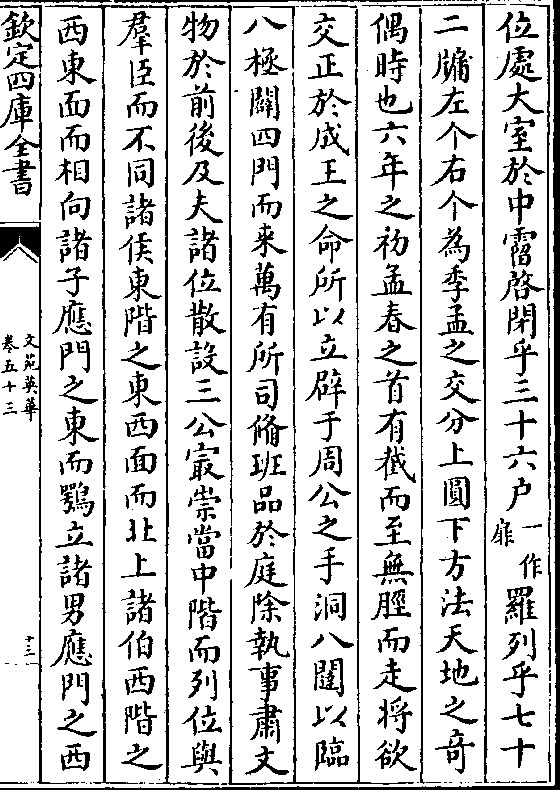 位處大室於中霤啓閉乎三十六户一作扉羅列乎七十
二牖左个右个為季孟之交分上圓下方法天地之竒
偶時也六年之初孟春之首有截而至無脛而走將欲
交正於成王之命所以立辟于周公之手洞八闥以臨
八極闢四門而來萬有所司脩班品於庭除執事肅文
物於前後及夫諸位散設三公冣崇當中階而列位與
羣臣而不同諸侯東階之東西面而北上諸伯西階之
西東面而相向諸子應門之東而鶚立諸男應門之西
欽定四庫全書
文苑英華
卷五十三
十三